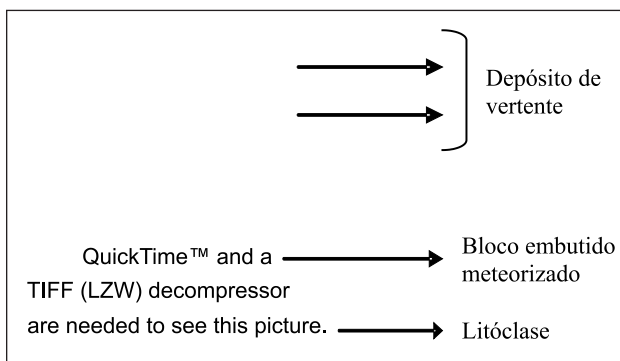 Depósito de
vertente
QuickTime™ and a
TIFF (LZW) decompressor
are needed to see this picture.
Bloco embutido
meteorizado
Litóclase